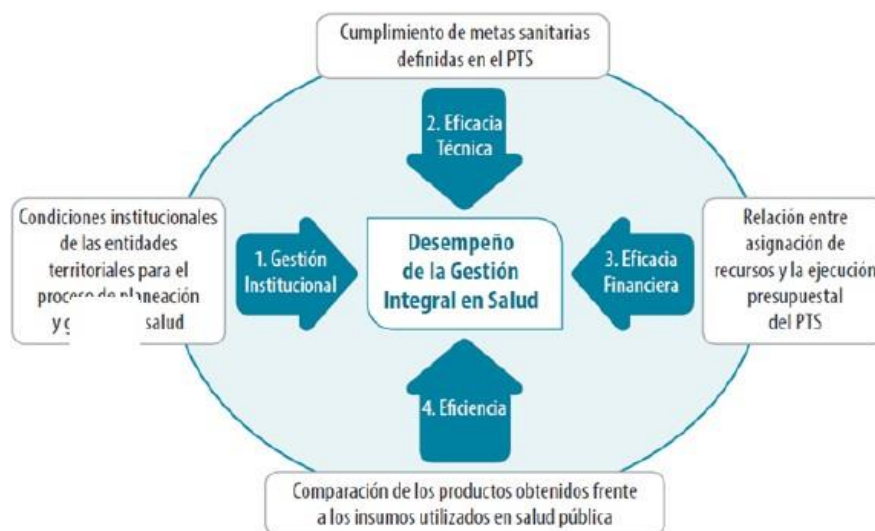 Cumplimiento de metas sanitarias
definidas en el PTS
2. Eficacia
Técnica
Condiciones institucionales
de las entidades
territoriales para el
proceso de planeación
y salud
1. Gestión
Institucional
Desempeño
de la Gestión
Integral en Salud
3. Eficacia
Financiera
Relación entre
asignación de
recursos y la ejecución
presupuestal
del PTS
4. Eficiencia
Comparación de los productos obtenidos frente
a los insumos utilizados en salud pública